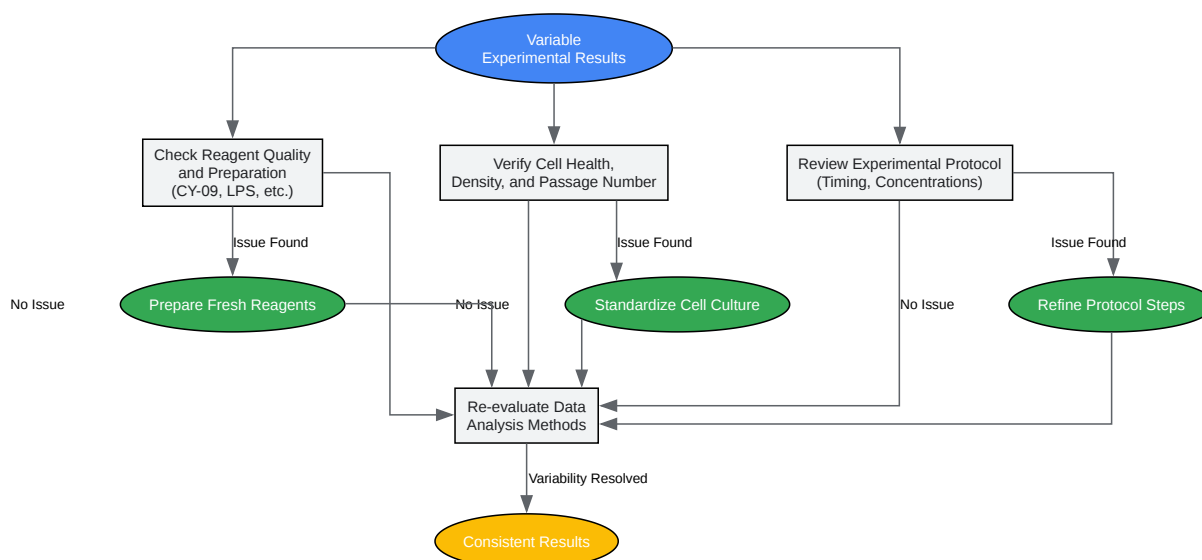 Variable
Experimental Results
Check Reagent Quality
and Preparation
(CY-09, LPS, etc.)
Verify Cell Health,
Density, and Passage Number
Review Experimental Protocol
(Timing, Concentrations)
Issue Found
Issue Found
Issue Found
No Issue
Prepare Fresh Reagents
No Issue
Standardize Cell Culture
No Issue
Refine Protocol Steps
Re-evaluate Data
Analysis Methods
Variability Resolved
Consistent Results